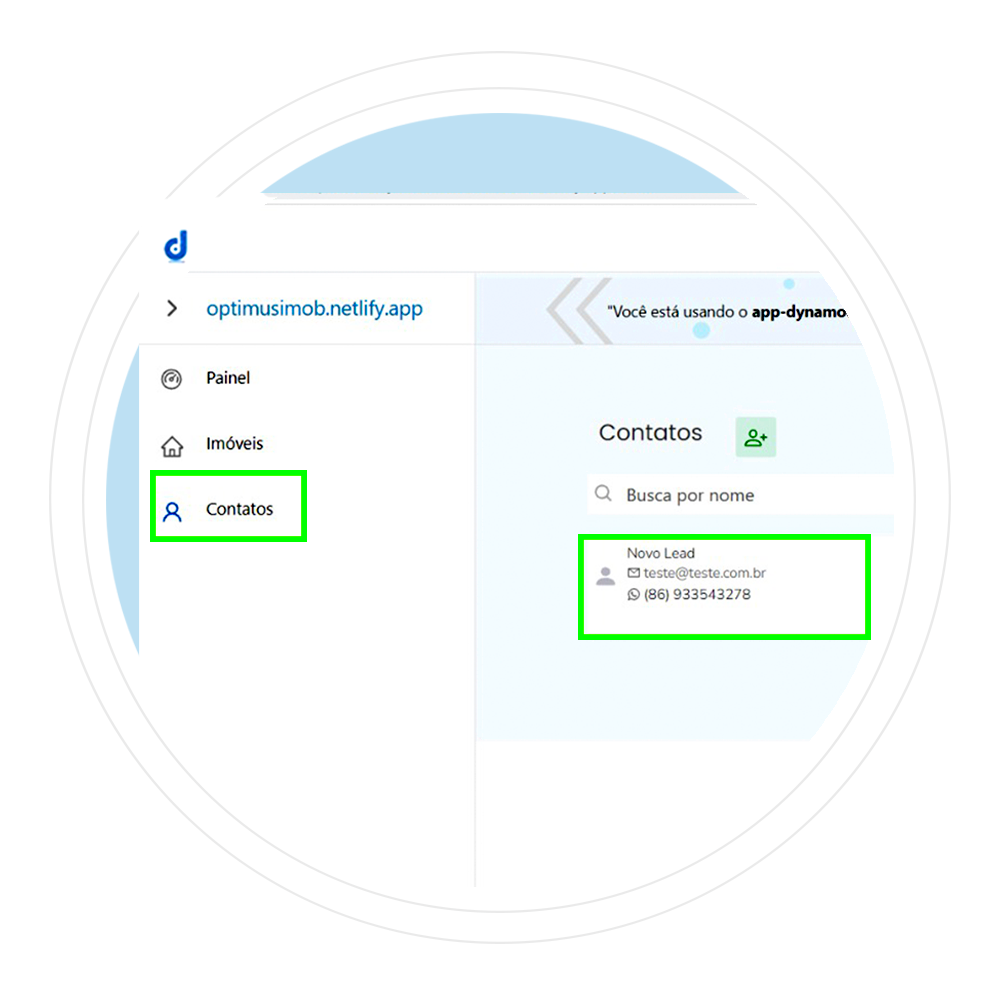 optimusimob.netlify.app
"Você está usando o app-dynamo
Painel
Imóveis
Contatos
Contatos
Busca por nome
Novo Lead
teste@teste.com.br
(86) 933543278